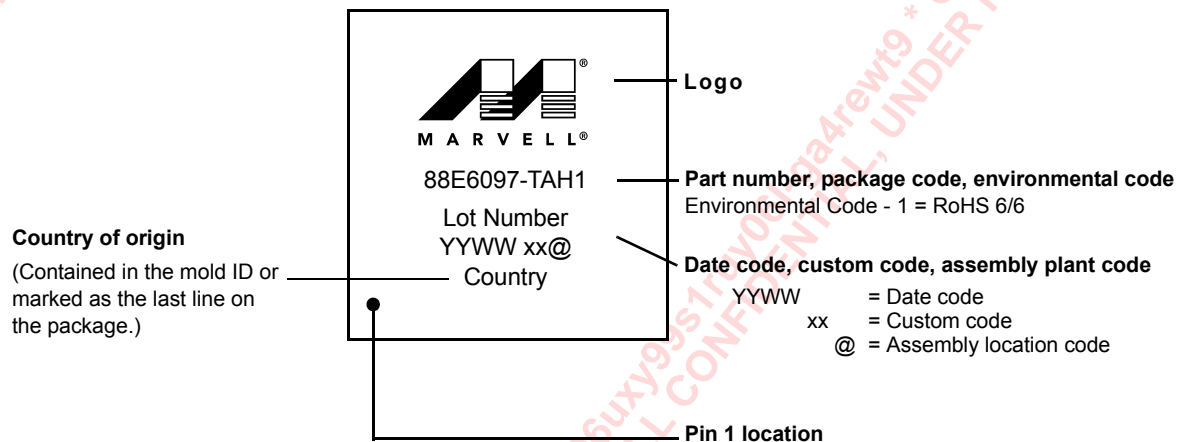 MARVELL®
®
Logo
88E6097-TAH1
Part number, package code, environmental code
Environmental Code - 1 = RoHS 6/6
Lot Number
YYWW xx@
Country
Country of origin
(Contained in the mold ID or
marked as the last line on
the package.)
Date code, custom code, assembly plant code
YYWW = Date code
xx = Custom code
@ = Assembly location code
Pin 1 location
CONFIDENTIAL, UNDER